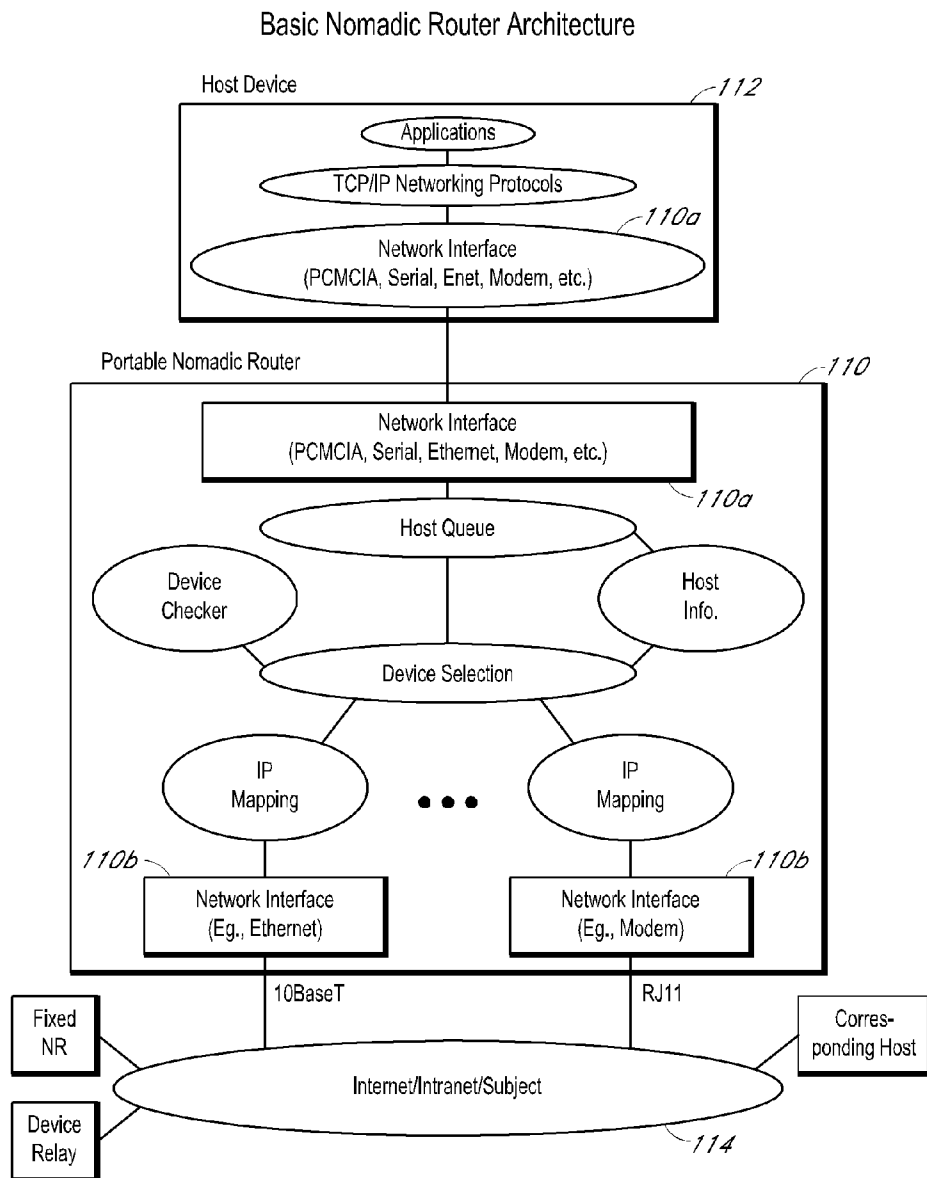 Basic Nomadic Router Architecture
Host Device
112
Applications
TCP/IP Networking Protocols
110a
Network Interface
(PCMCIA, Serial, Enet, Modem, etc.)
Portable Nomadic Router
110
Network Interface
(PCMCIA, Serial, Ethernet, Modem, etc.)
110a
Host Queue
Device
Checker
Host
Info.
Device Selection
IP
Mapping
IP
Mapping
110b
110b
Network Interface
(Eg., Ethernet)
Network Interface
(Eg., Modem)
10BaseT
RJ11
Fixed
NR
Corres-
ponding Host
Internet/Intranet/Subject
Device
Relay
114